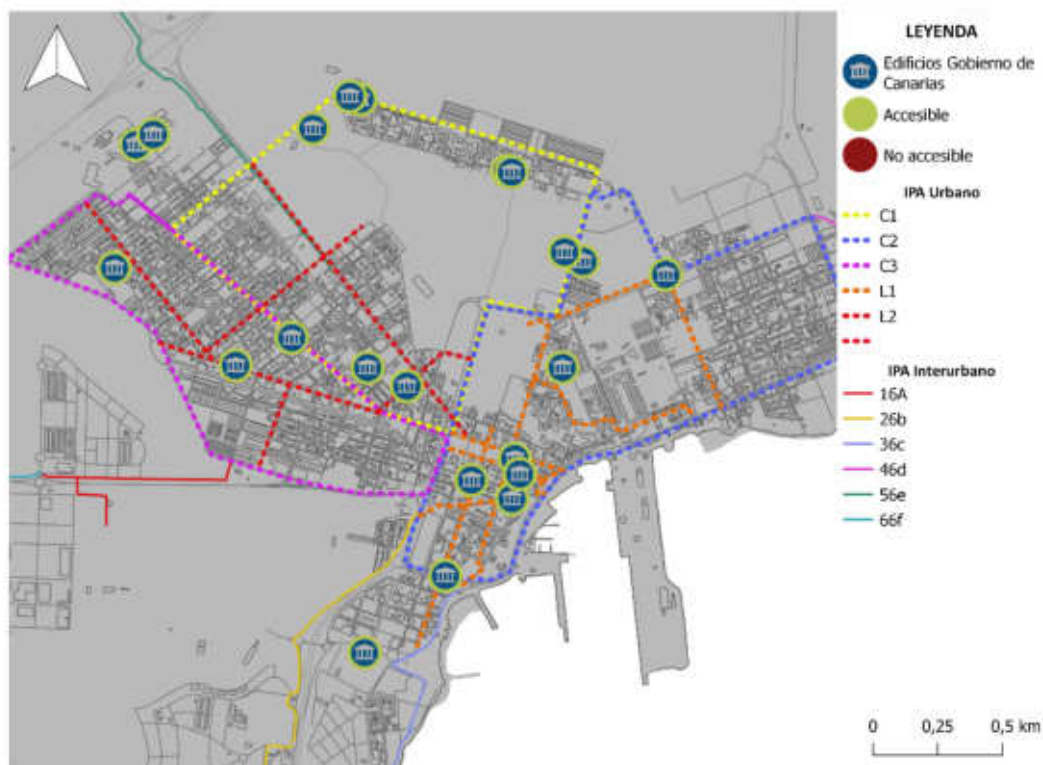 LEYENDA
Edificios Gobierno de
Canarias
Accesible
No accesible
IPA Urbano
C1
C2
C3
L1
L2
IPA Interurbano
16A
26b
36c
46d
56e
66f
0 0,25 0,5 km